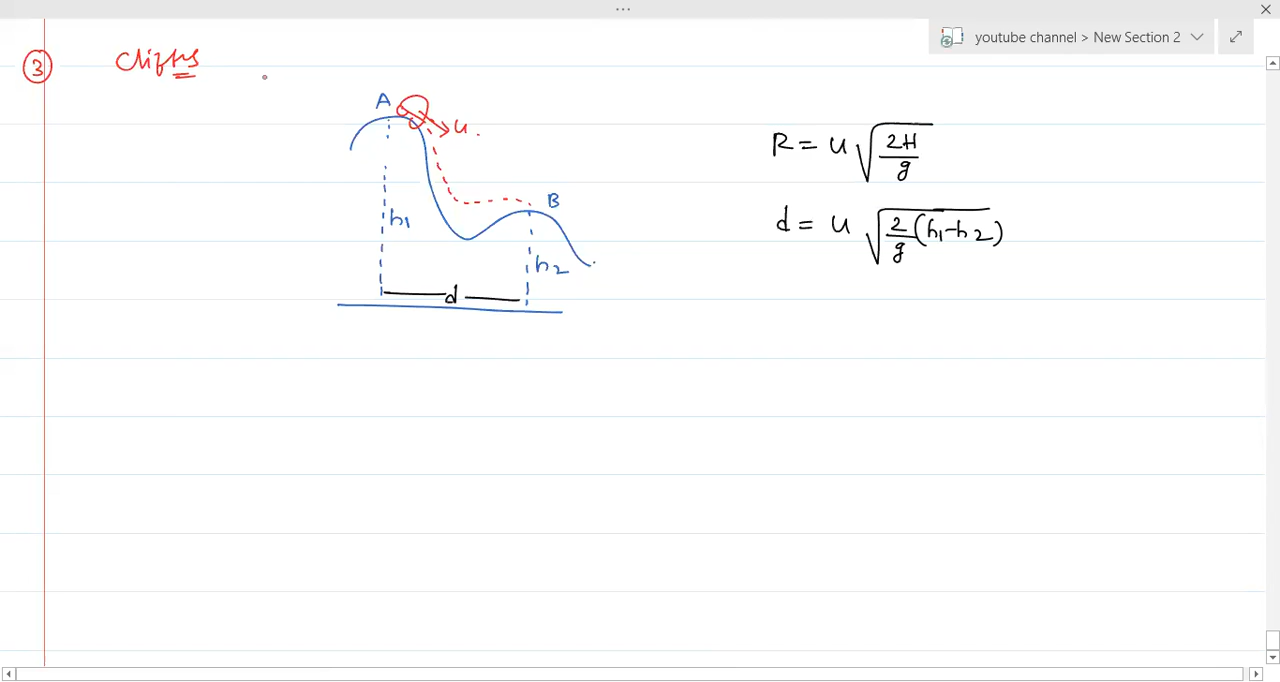 ...
youtube channel > New Section 2
③ Cliffs
A
u.
B
h₁
h₂
d
R = u √(2H/g)
d = u √(2/g (h₁-h₂))